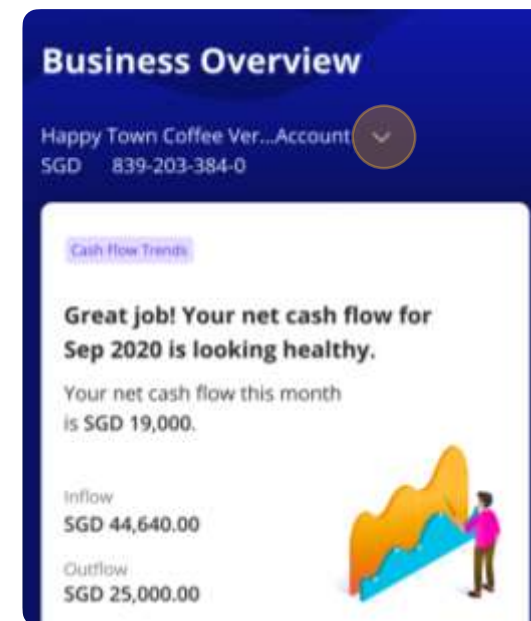 Business Overview
Happy Town Coffee Ver...Account
SGD 839-203-384-0
Cash Flow Trends
Great job! Your net cash flow for
Sep 2020 is looking healthy.
Your net cash flow this month
is SGD 19,000.
Inflow
SGD 44,640.00
Outflow
SGD 25,000.00